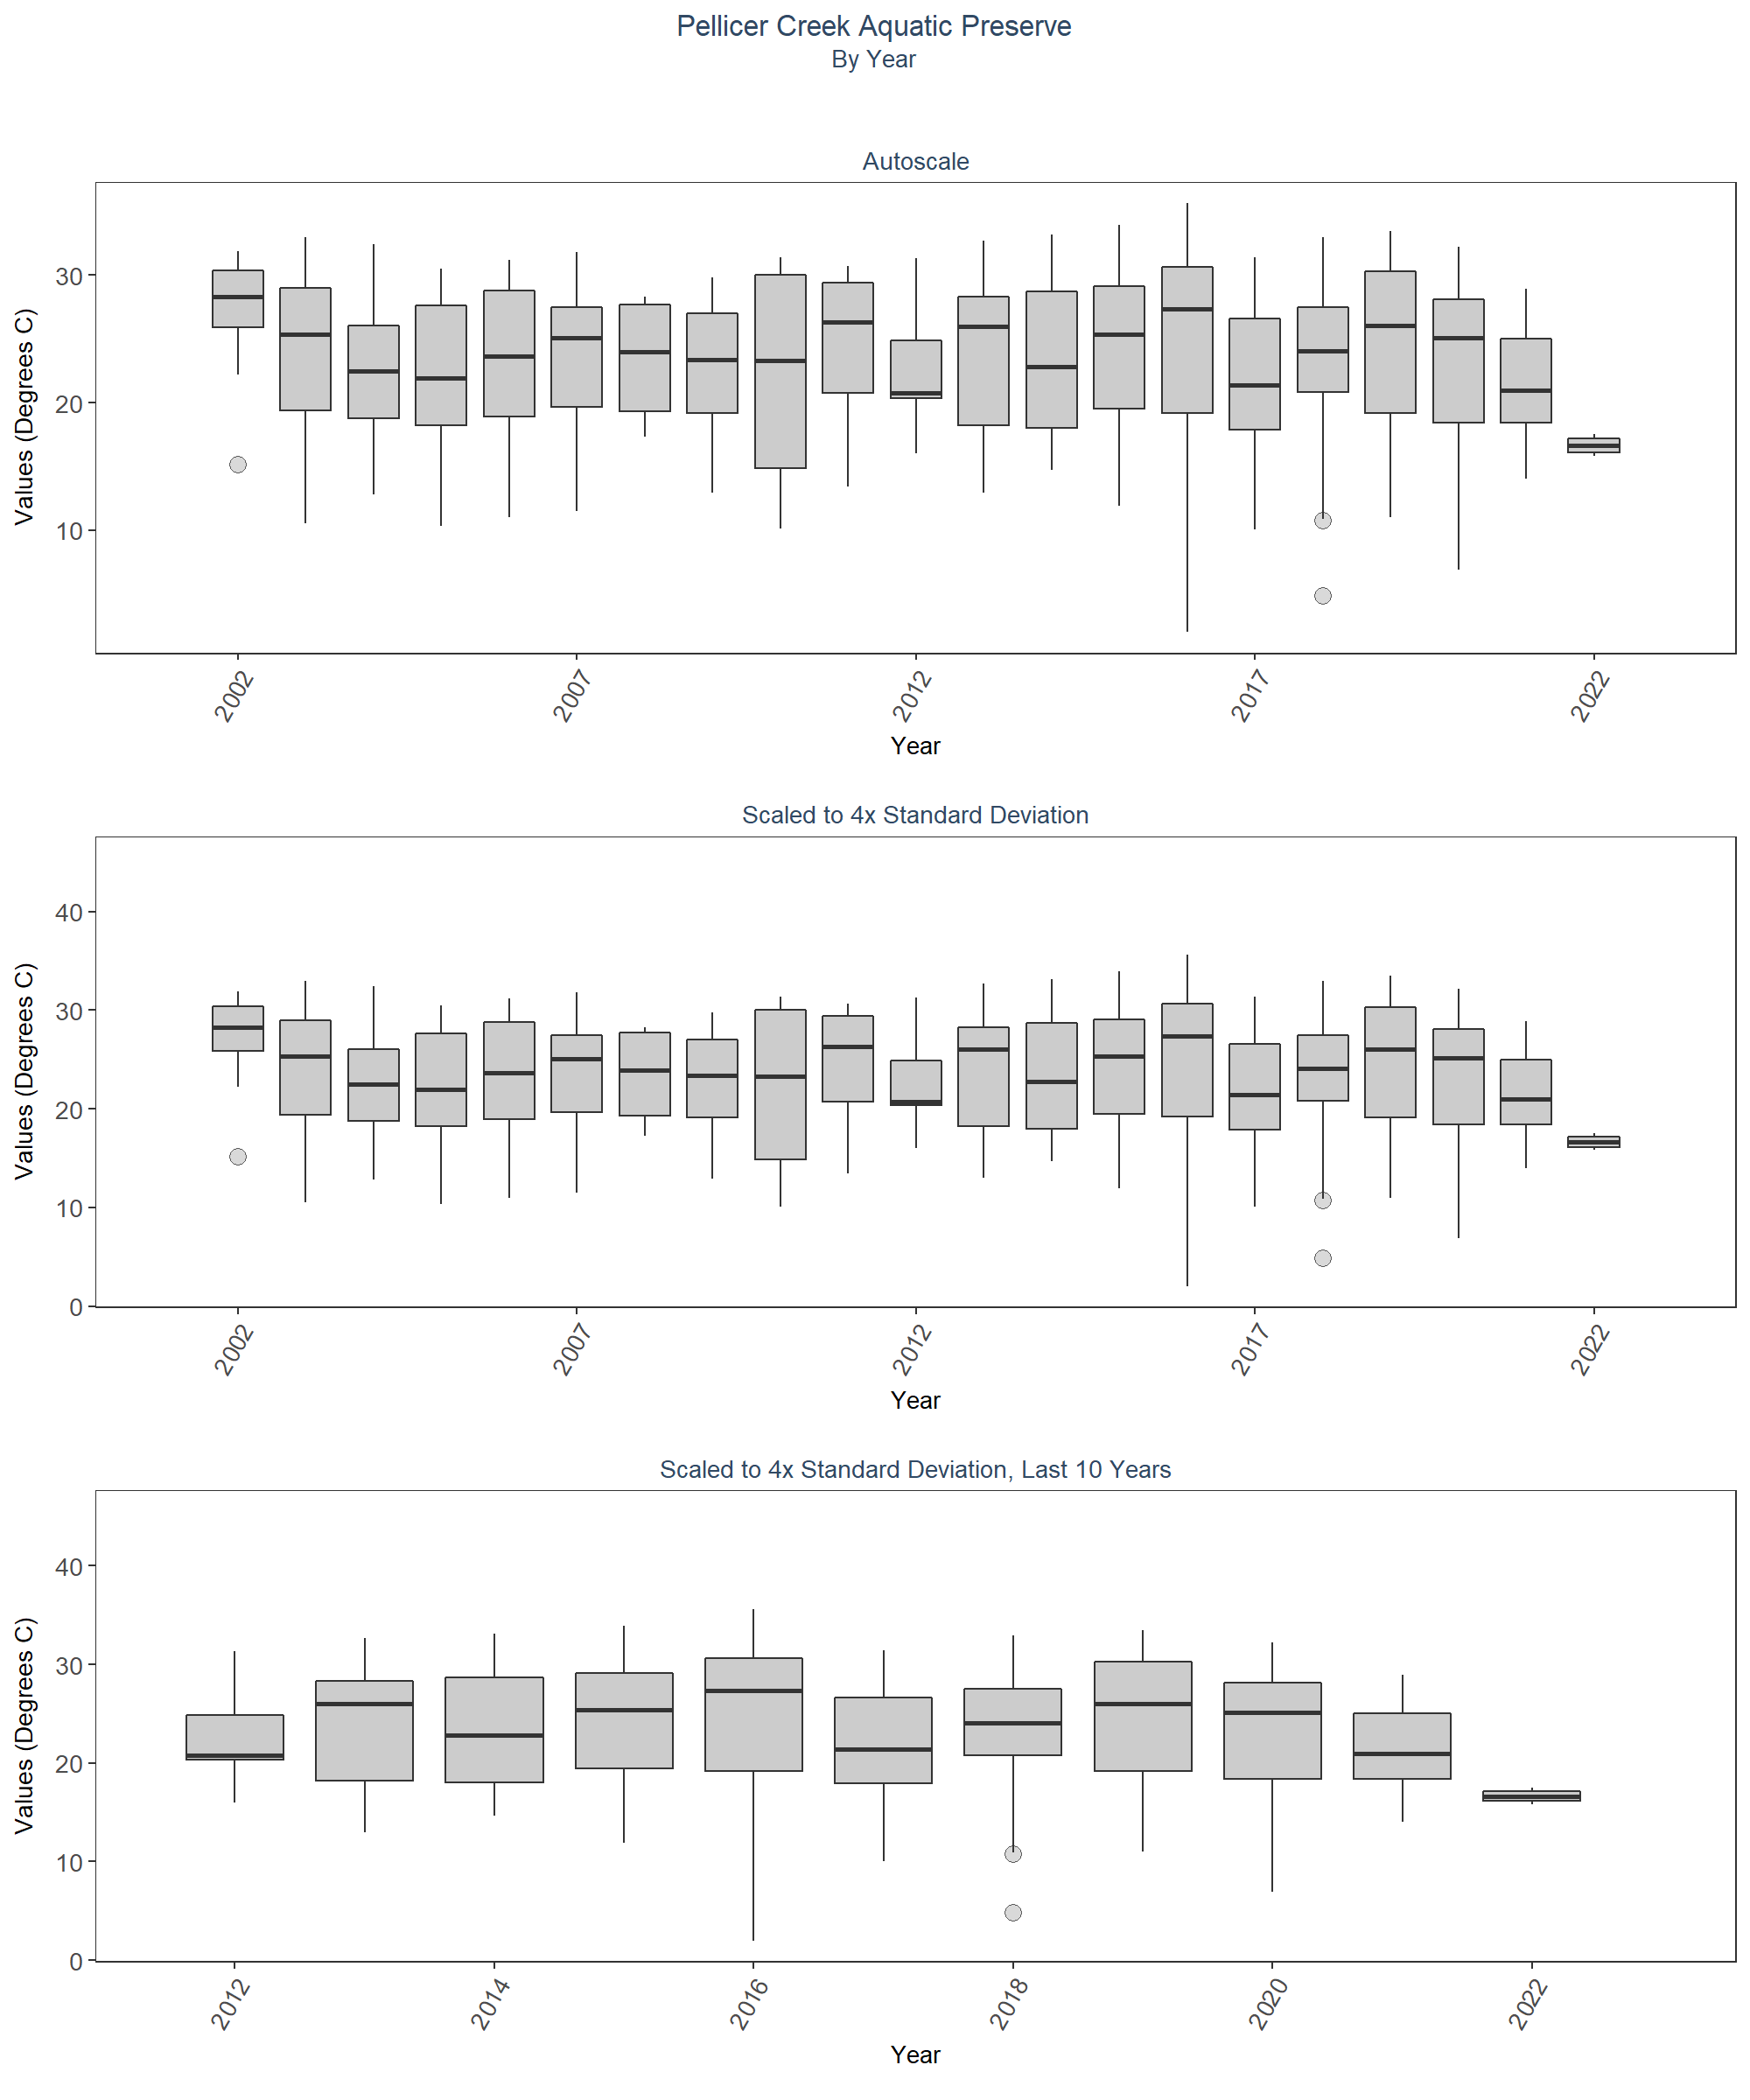 Pellicer Creek Aquatic Preserve
By Year
Autoscale
Values (Degrees C)
30
20
10
2002
2007
2012
2017
2022
Year
Scaled to 4x Standard Deviation
Values (Degrees C)
40
30
20
10
0
2002
2007
2012
2017
2022
Year
Scaled to 4x Standard Deviation, Last 10 Years
Values (Degrees C)
40
30
20
10
0
2012
2014
2016
2018
2020
2022
Year